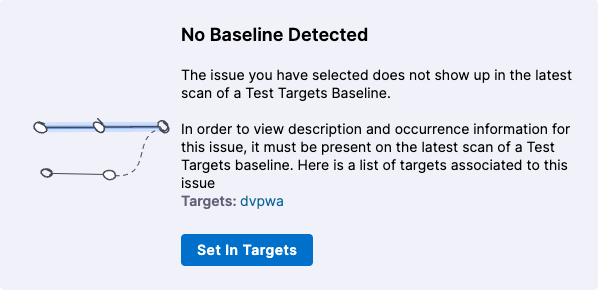 No Baseline Detected
The issue you have selected does not show up in the latest
scan of a Test Targets Baseline.
In order to view description and occurrence information for
this issue, it must be present on the latest scan of a Test
Targets baseline. Here is a list of targets associated to this
issue
Targets: dvpwa
Set In Targets